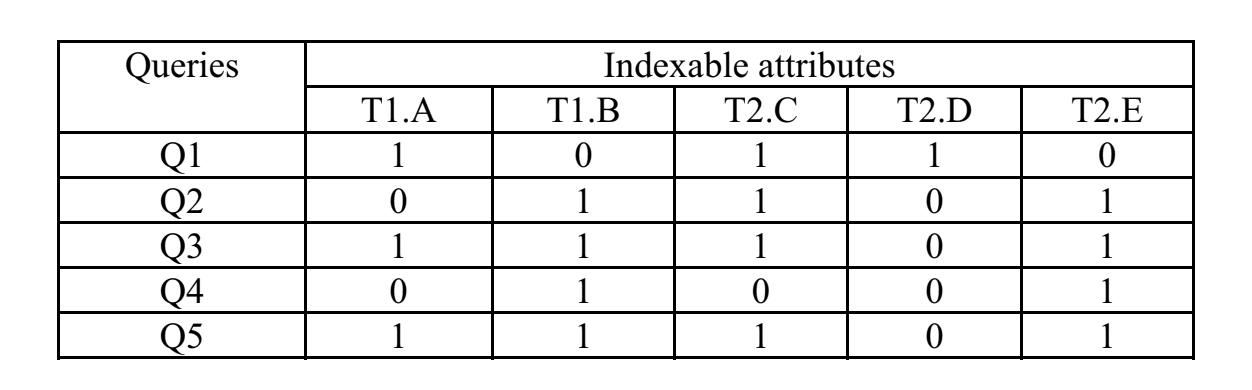 Queries Indexable attributes
T1.A T1.B T2.C T2.D T2.E
Q1 1 0 1 1 0
Q2 0 1 1 0 1
Q3 1 1 1 0 1
Q4 0 1 0 0 1
Q5 1 1 1 0 1